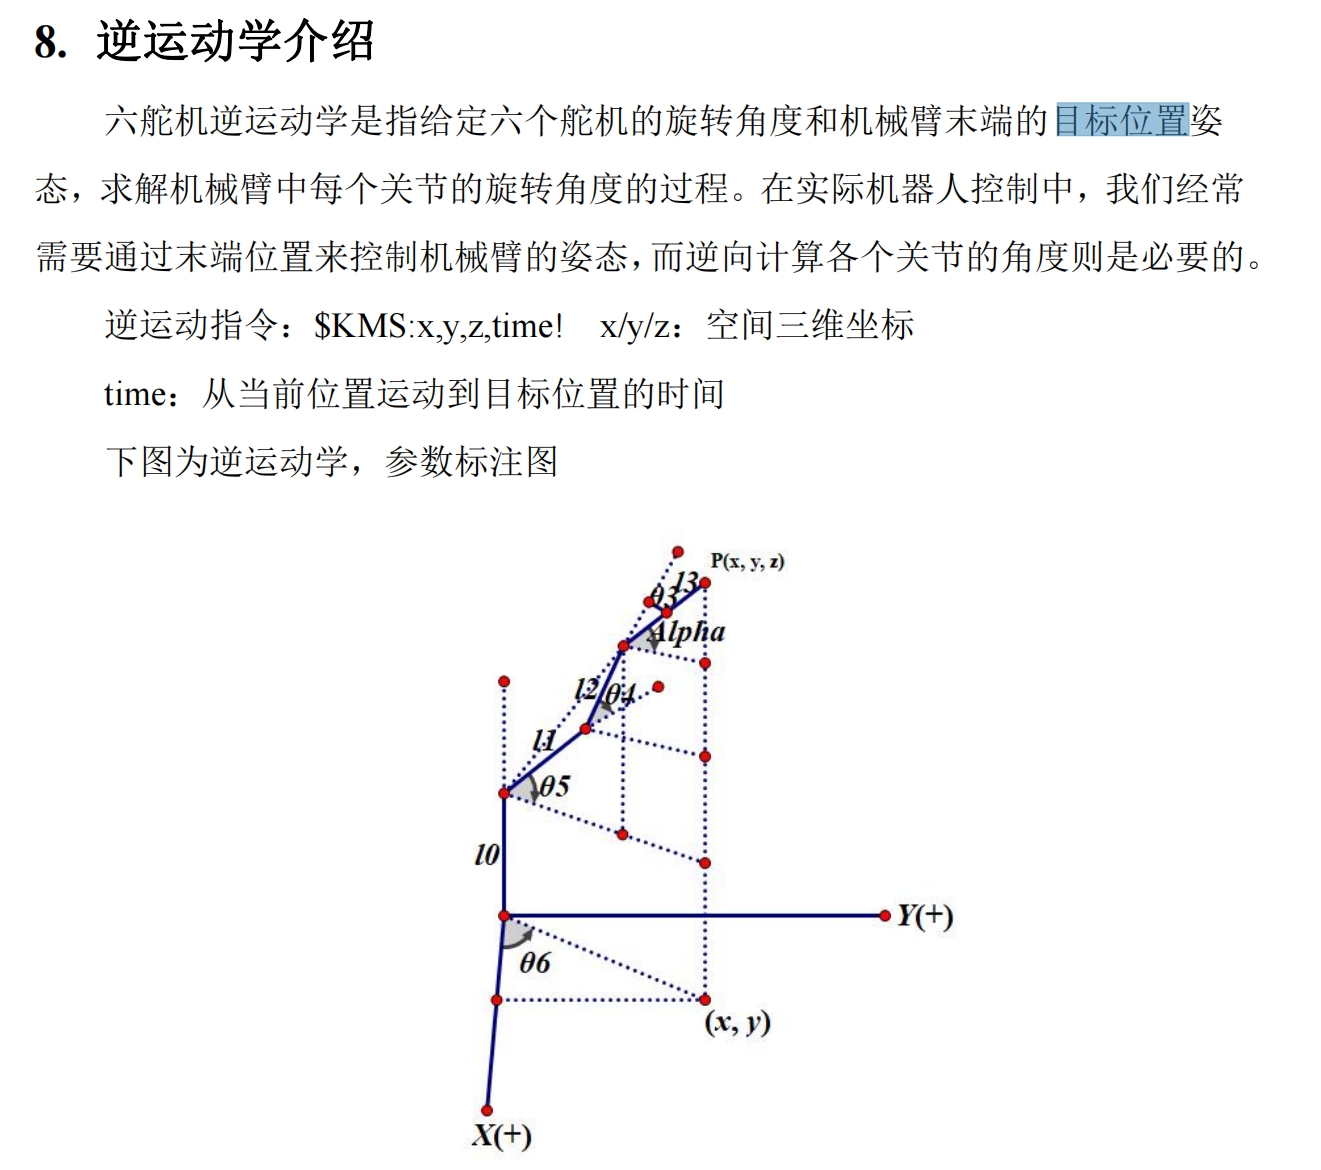 8. 逆运动学介绍
六舵机逆运动学是指给定六个舵机的旋转角度和机械臂末端的目标位置姿
态，求解机械臂中每个关节的旋转角度的过程。在实际机器人控制中，我们经常
需要通过末端位置来控制机械臂的姿态，而逆向计算各个关节的角度则是必要的。
逆运动指令：$KMS:x,y,z,time! x/y/z：空间三维坐标
time：从当前位置运动到目标位置的时间
下图为逆运动学，参数标注图
P(x, y, z)
l3
θ3
Alpha
l2
θ4
l1
θ5
l0
Y(+)
θ6
(x, y)
X(+)